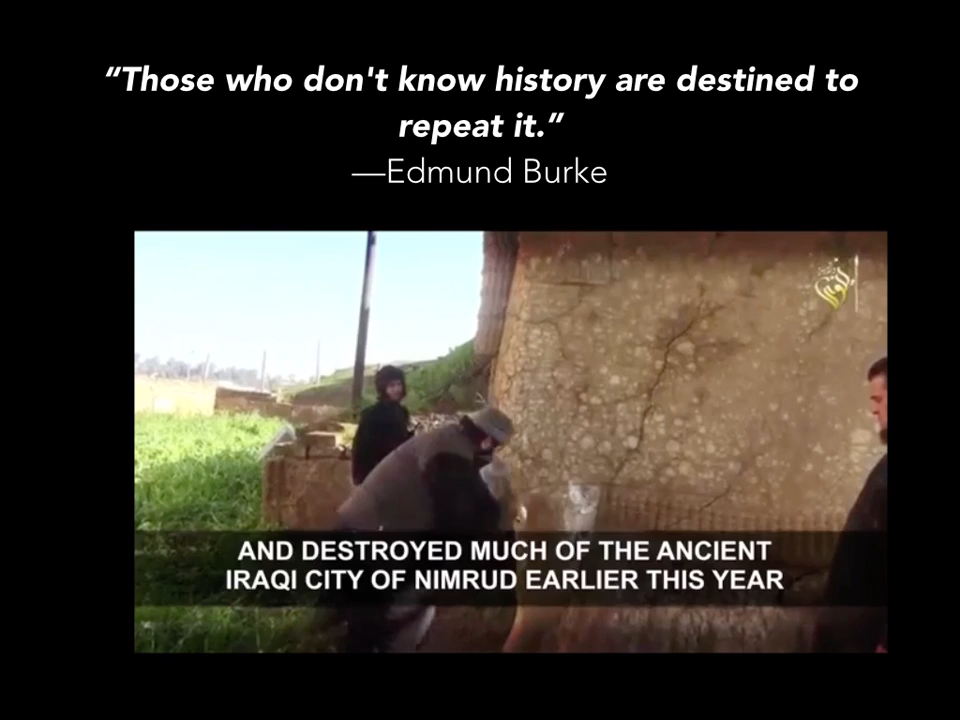 “Those who don't know history are destined to
repeat it.”
—Edmund Burke
AND DESTROYED MUCH OF THE ANCIENT
IRAQI CITY OF NIMRUD EARLIER THIS YEAR